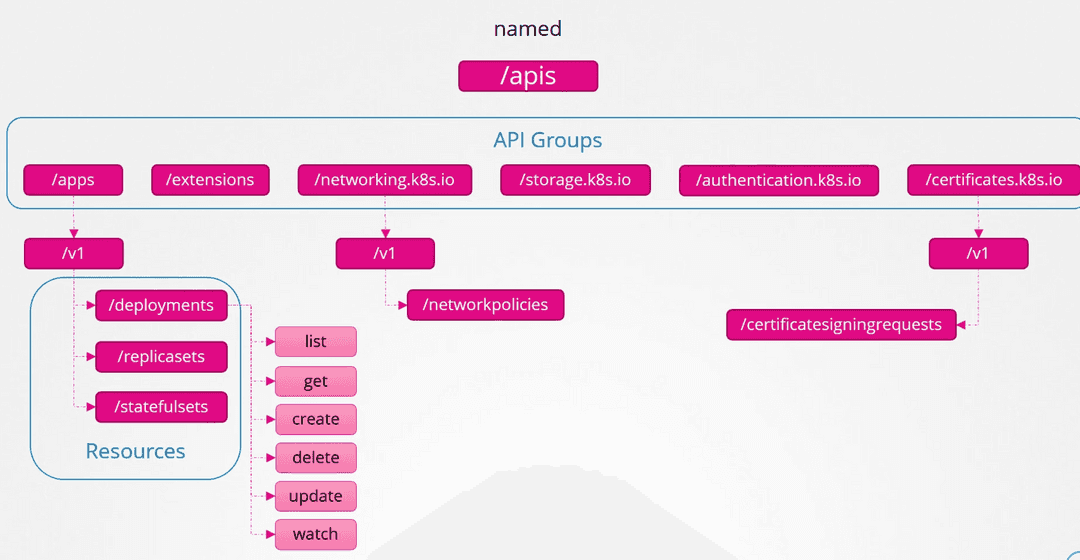 named
/apis
API Groups
/apps
/extensions
/networking.k8s.io
/storage.k8s.io
/authentication.k8s.io
/certificates.k8s.io
/v1
/v1
/v1
/deployments
/networkpolicies
/certificatesigningrequests
list
/replicasets
get
/statefulsets
create
Resources
delete
update
watch